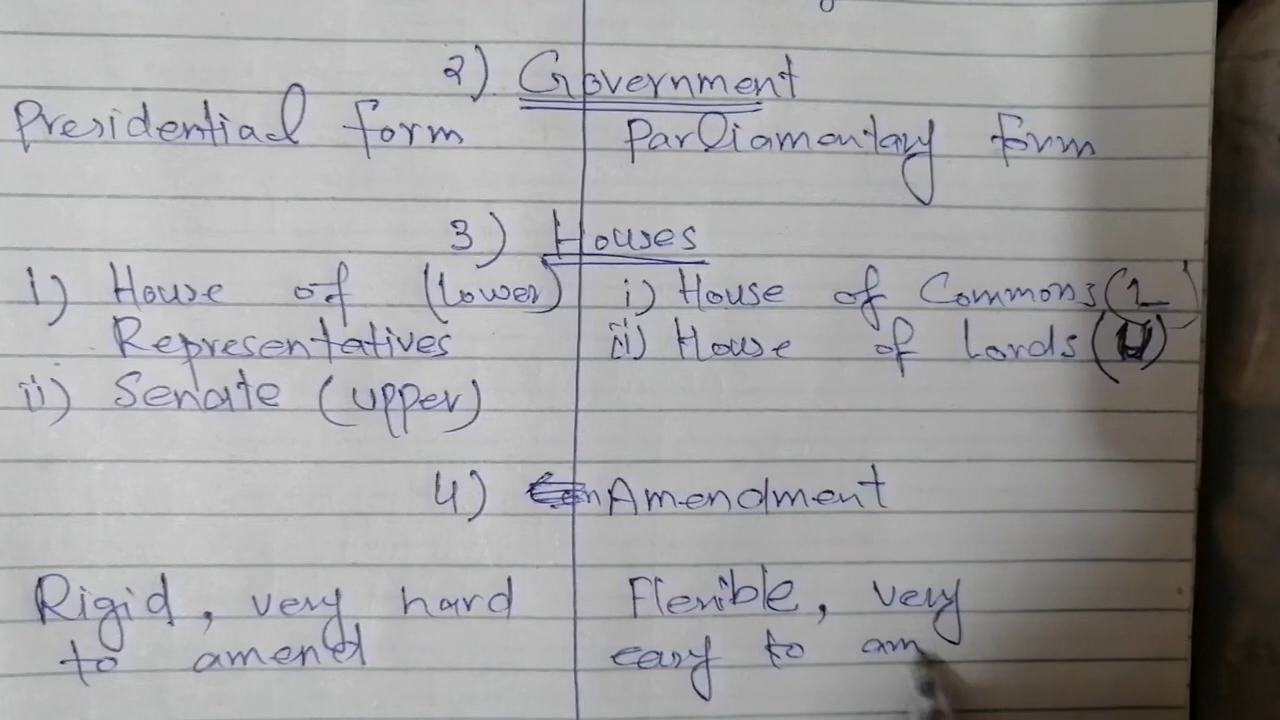 2) Government
Presidential form Parliamentary form
3) Houses
i) House of (Lower) i) House of Commons (L)
Representatives ii) House of Lords (U)
ii) Senate (upper)
4) Amendment
Rigid, very hard Flexible, very
to amend easy to am